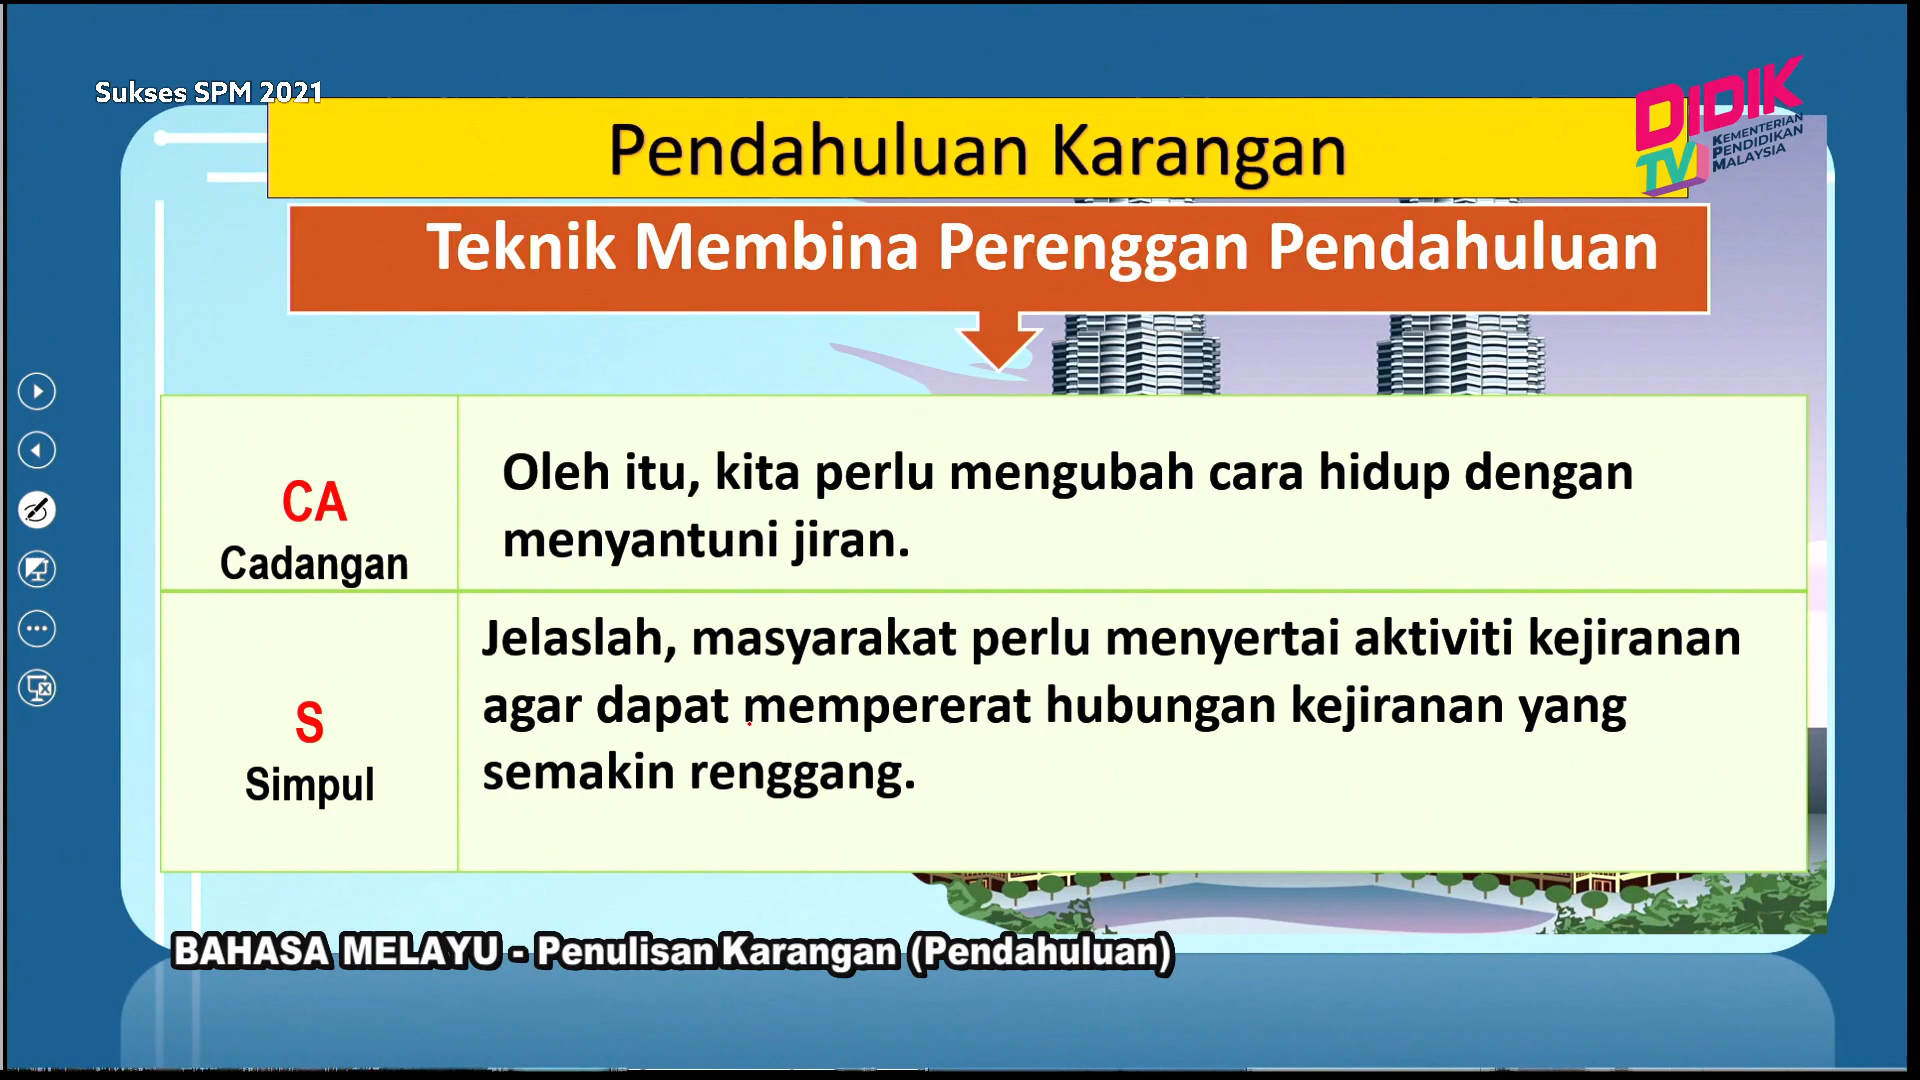 Sukses SPM 2021
DIDIK
TV
KEMENTERIAN
PENDIDIKAN
MALAYSIA
Pendahuluan Karangan
Teknik Membina Perenggan Pendahuluan
CA
Cadangan
Oleh itu, kita perlu mengubah cara hidup dengan
menyantuni jiran.
S
Simpul
Jelaslah, masyarakat perlu menyertai aktiviti kejiranan
agar dapat mempererat hubungan kejiranan yang
semakin renggang.
BAHASA MELAYU - Penulisan Karangan (Pendahuluan)